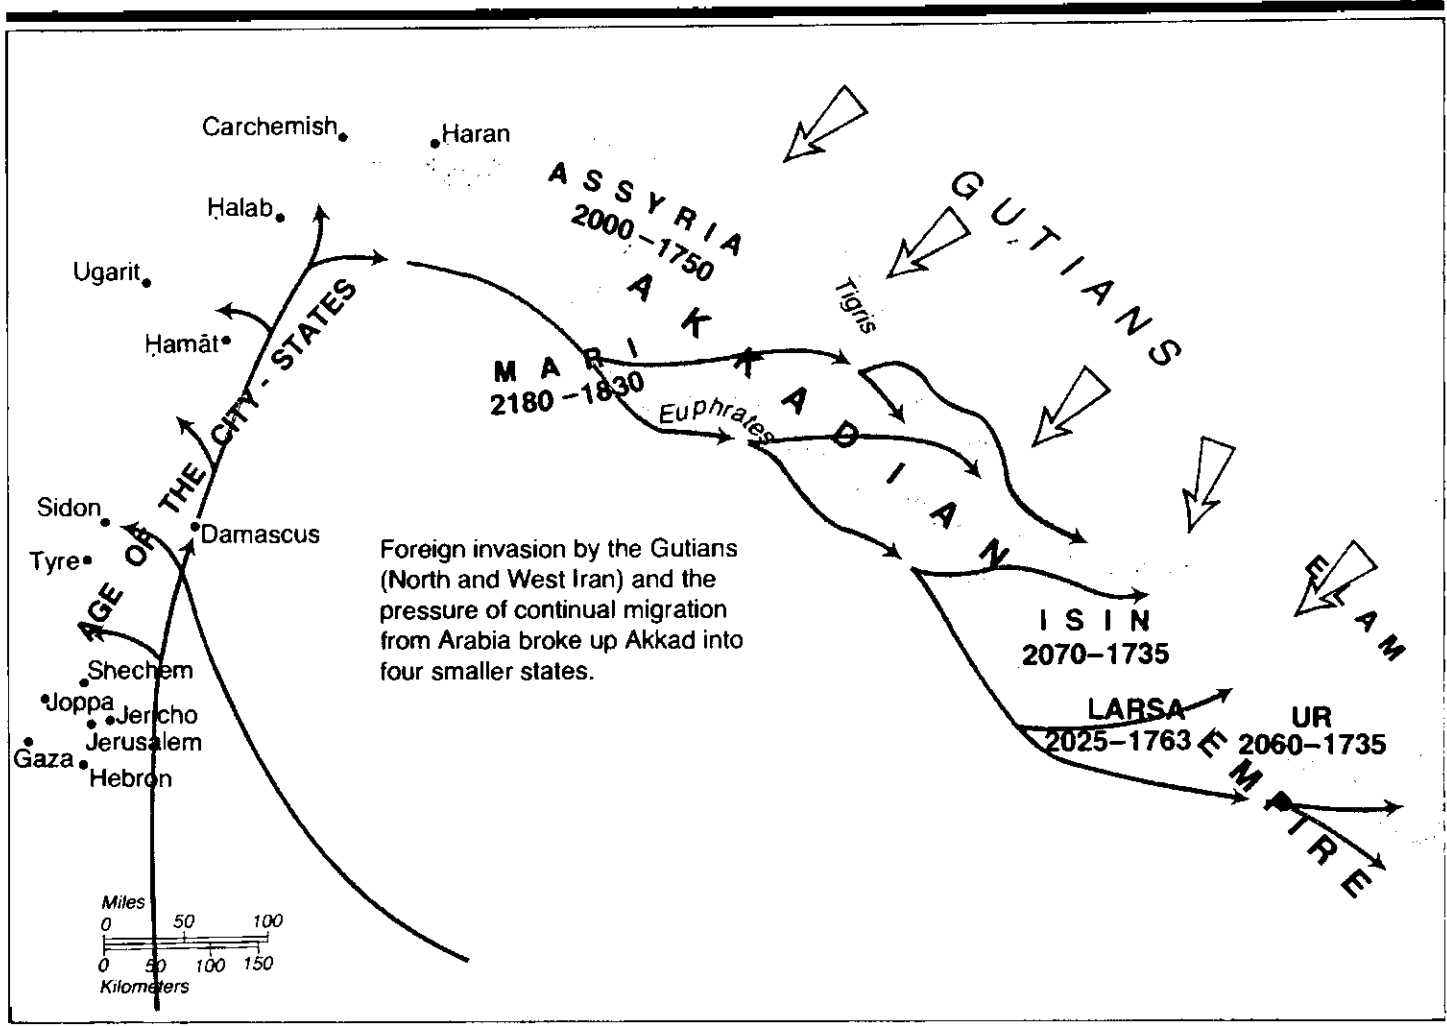 Carchemish
Haran
Ḥalab
Ugarit
Ḥamāt
ASSYRIA
2000–1750
GUTIANS
Tigris
AKKADIAN EMPIRE
MARI
2180–1830
Euphrates
AGE OF THE CITY-STATES
Sidon
Damascus
Tyre
Foreign invasion by the Gutians
(North and West Iran) and the
pressure of continual migration
from Arabia broke up Akkad into
four smaller states.
ELAM
ISIN
2070–1735
LARSA
2025–1763
UR
2060–1735
Shechem
Joppa
Jericho
Jerusalem
Gaza
Hebron
Miles
0 50 100
0 50 100 150
Kilometers